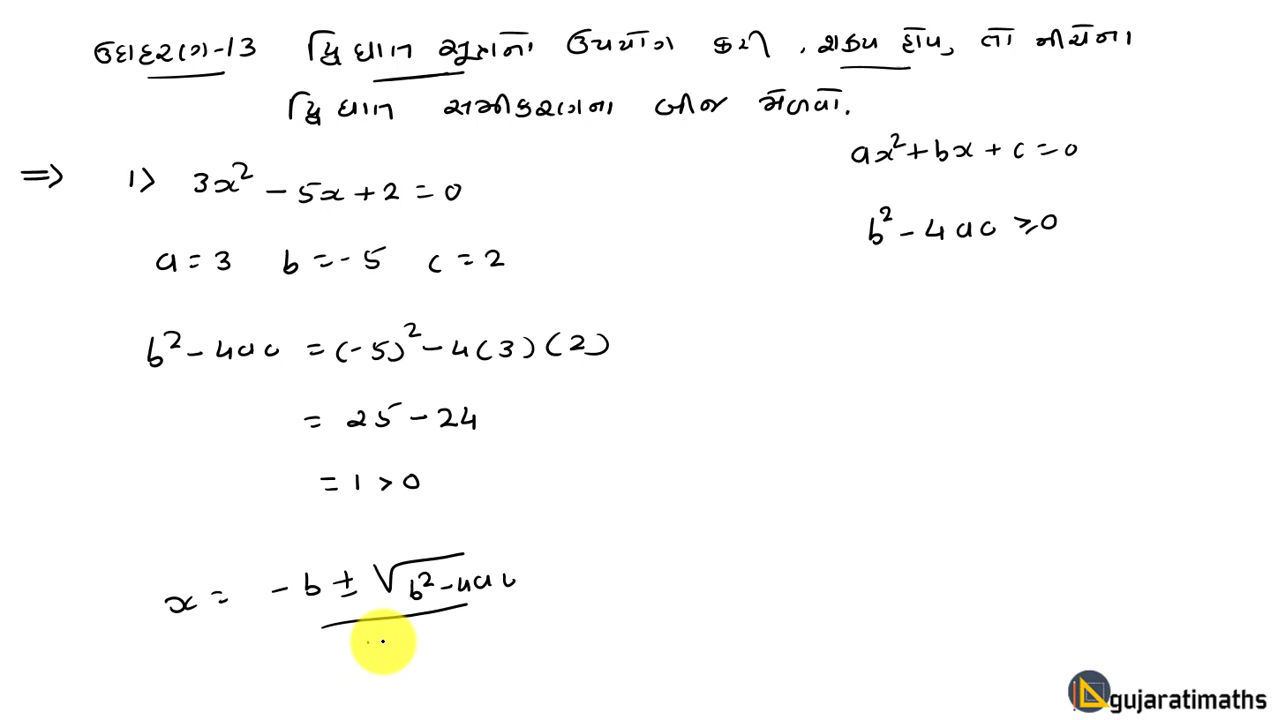 ઉદાહરણ-13 દ્વિઘાત સૂત્રનો ઉપયોગ કરી, શક્ય હોય, તો નીચેના
દ્વિઘાત સમીકરણના બીજ મેળવો.
ax²+bx+c=0
⇒ 1) 3x² - 5x + 2 = 0
b² - 4ac ≥ 0
a = 3 b = -5 c = 2
b² - 4ac = (-5)² - 4(3)(2)
= 25 - 24
= 1 > 0
x = -b ± √b² - 4ac
gujaratimaths